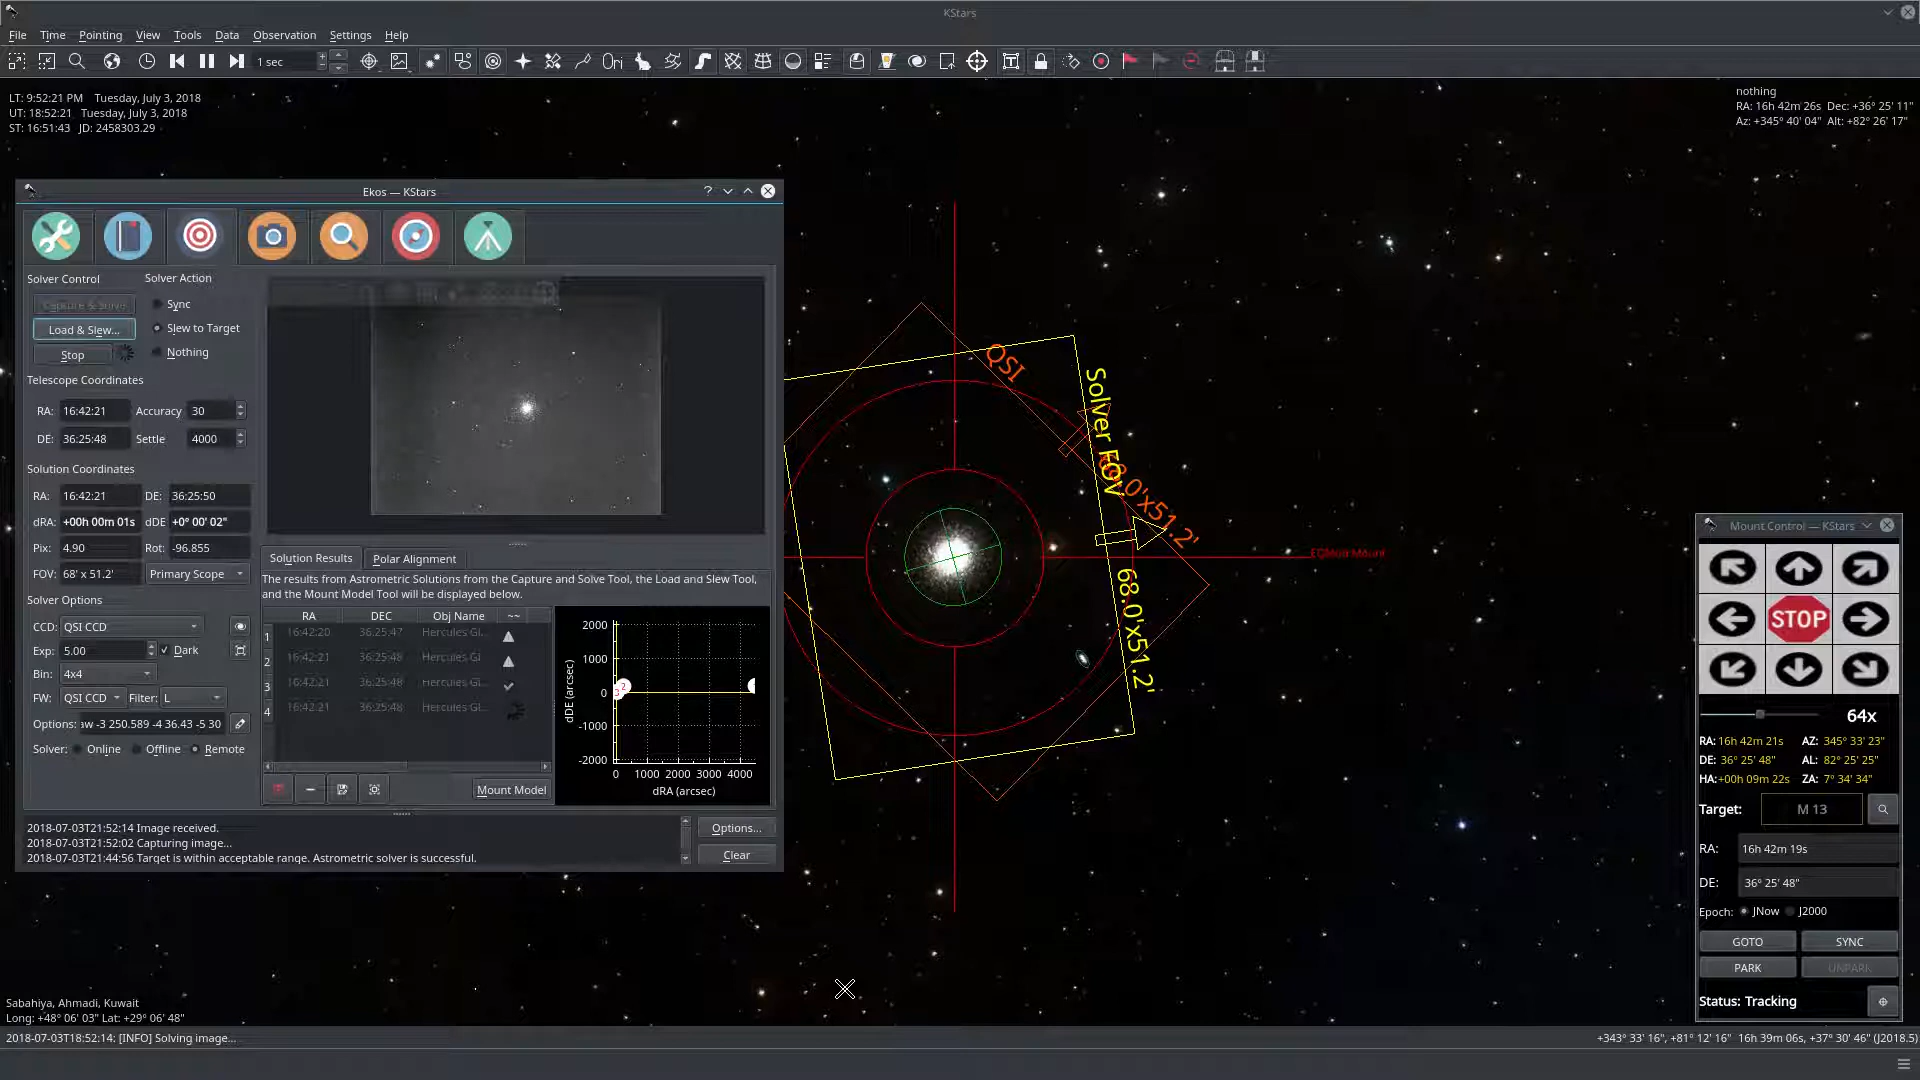 KStars
File Time Pointing View Tools Data Observation Settings Help
1 sec
LT: 9:52:21 PM Tuesday, July 3, 2018
UT: 18:52:21 Tuesday, July 3, 2018
ST: 16:51:43 JD: 2458303.29
nothing
RA: 16h 42m 26s Dec: +36° 25' 11"
Az: +345° 40' 04" Alt: +82° 26' 17"
Ekos — KStars
Solver Control Solver Action
Capture & Solve Sync
Load & Slew... Slew to Target
Stop Nothing
Telescope Coordinates
RA: 16:42:21 Accuracy 30
DE: 36:25:48 Settle 4000
Solution Coordinates
RA: 16:42:21 DE: 36:25:50
dRA: +00h 00m 01s dDE +0° 00' 02"
Pix: 4.90 Rot: -96.855
FOV: 68' x 51.2' Primary Scope
Solver Options
CCD: QSI CCD
Exp: 5.00 Dark
Bin: 4x4
FW: QSI CCD Filter: L
Options: aw -3 250.589 -4 36.43 -5 30
Solver: Online Offline Remote
Solution Results Polar Alignment
The results from Astrometric Solutions from the Capture and Solve Tool, the Load and Slew Tool,
and the Mount Model Tool will be displayed below.
RA DEC Obj Name ~~
1 16:42:20 36:25:47 Hercules Gl...
2 16:42:21 36:25:48 Hercules Gl
3 16:42:21 36:25:48 Hercules Gl...
4 16:42:21 36:25:48 Hercules Gl...
Mount Model
dDE (arcsec)
2000
1000
0
-1000
-2000
0 1000 2000 3000 4000
dRA (arcsec)
2
3
2018-07-03T21:52:14 Image received.
2018-07-03T21:52:02 Capturing image...
2018-07-03T21:44:56 Target is within acceptable range. Astrometric solver is successful.
Options...
Clear
QSI
68.0'x51.2'
Solver FOV
68.0'x51.2'
EQMod Mount
Mount Control — KStars
STOP
64x
RA: 16h 42m 21s AZ: 345° 33' 23"
DE: 36° 25' 48" AL: 82° 25' 25"
HA: +00h 09m 22s ZA: 7° 34' 34"
Target: M 13
RA: 16h 42m 19s
DE: 36° 25' 48"
Epoch: JNow J2000
GOTO SYNC
PARK UNPARK
Status: Tracking
Sabahiya, Ahmadi, Kuwait
Long: +48° 06' 03" Lat: +29° 06' 48"
2018-07-03T18:52:14: [INFO] Solving image...
+343° 33' 16", +81° 12' 16" 16h 39m 06s, +37° 30' 46" (J2018.5)